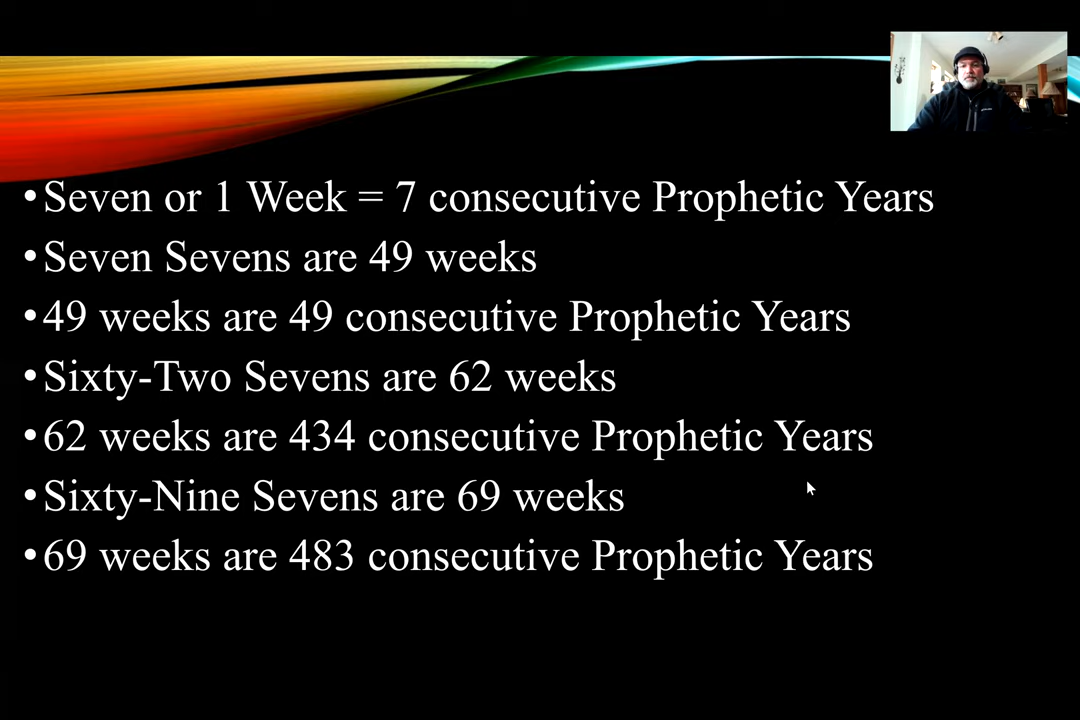 •Seven or 1 Week = 7 consecutive Prophetic Years
•Seven Sevens are 49 weeks
•49 weeks are 49 consecutive Prophetic Years
•Sixty-Two Sevens are 62 weeks
•62 weeks are 434 consecutive Prophetic Years
•Sixty-Nine Sevens are 69 weeks
•69 weeks are 483 consecutive Prophetic Years